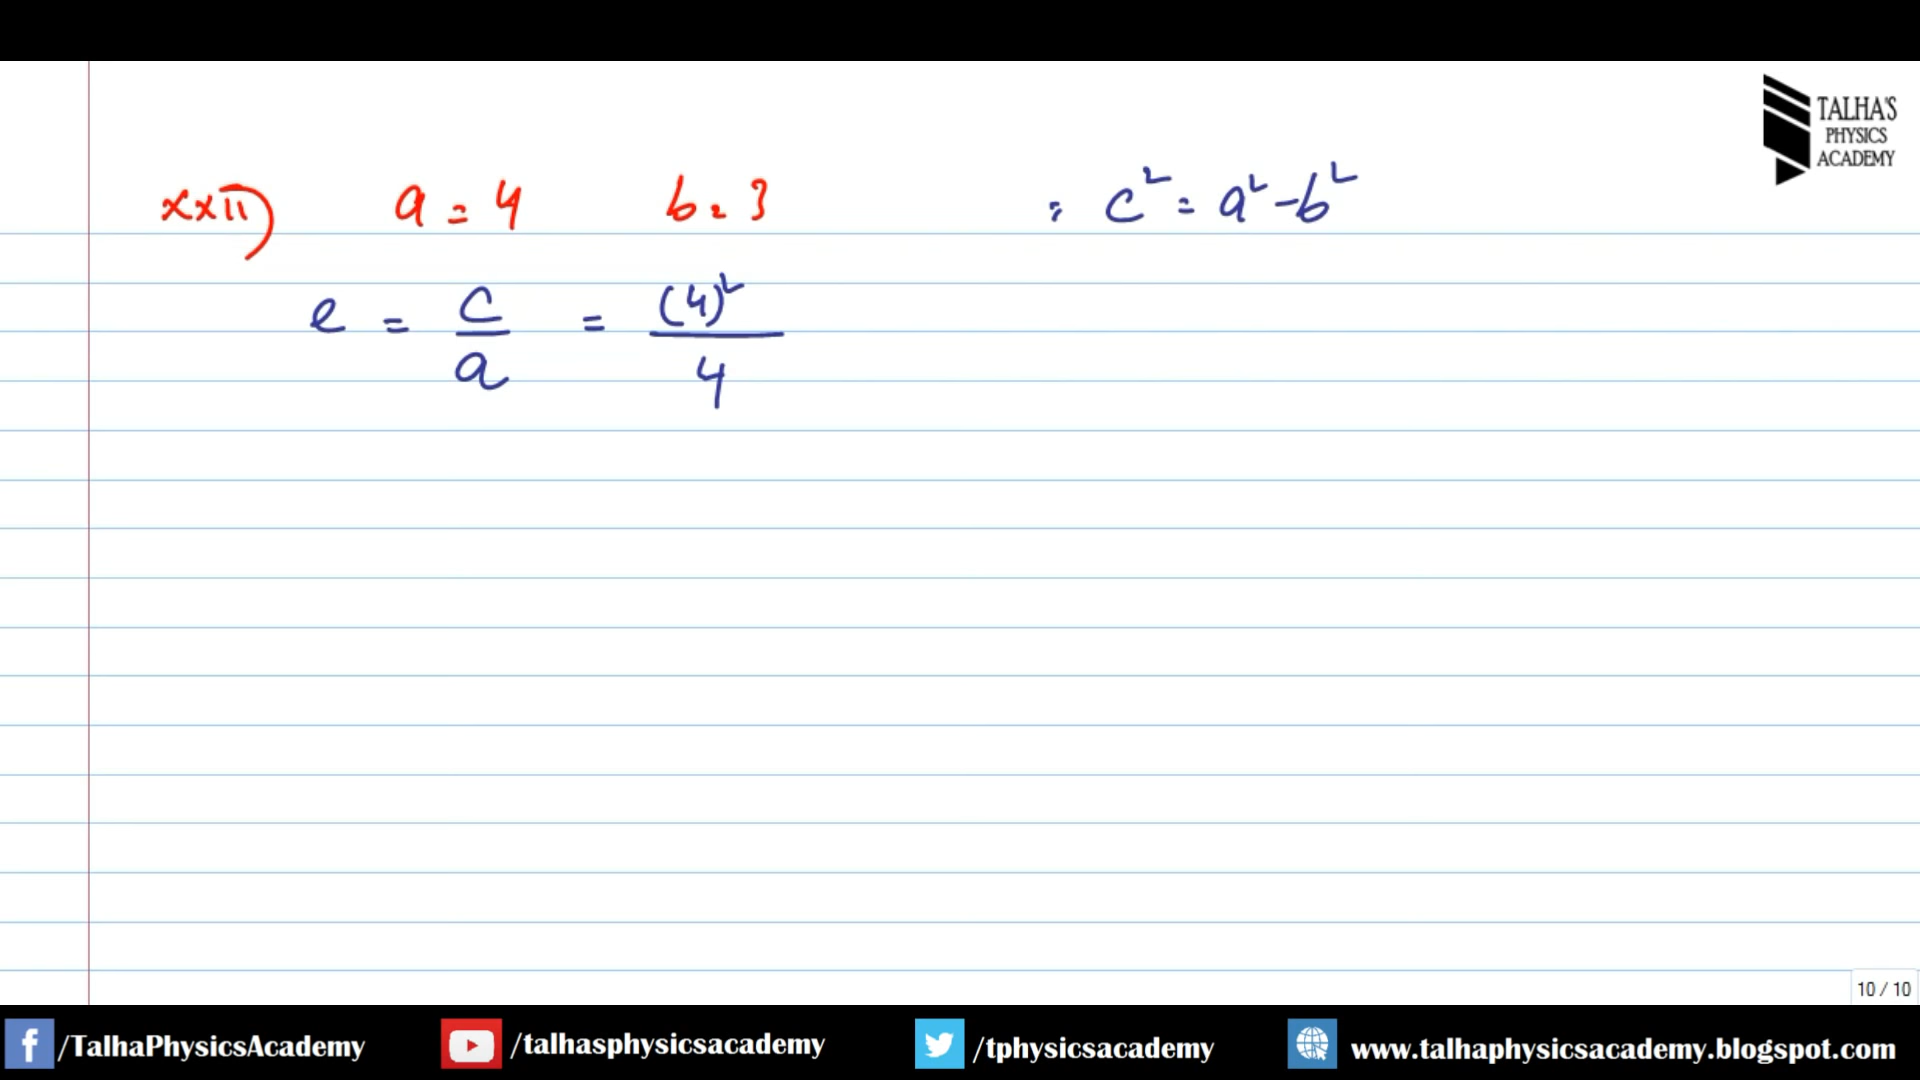 TALHA'S
PHYSICS
ACADEMY
xxii) a = 4 b = 3 ∵ c² = a² - b²
e = c/a = (4)²/4
10 / 10
/TalhaPhysicsAcademy /talhasphysicsacademy /tphysicsacademy www.talhaphysicsacademy.blogspot.com